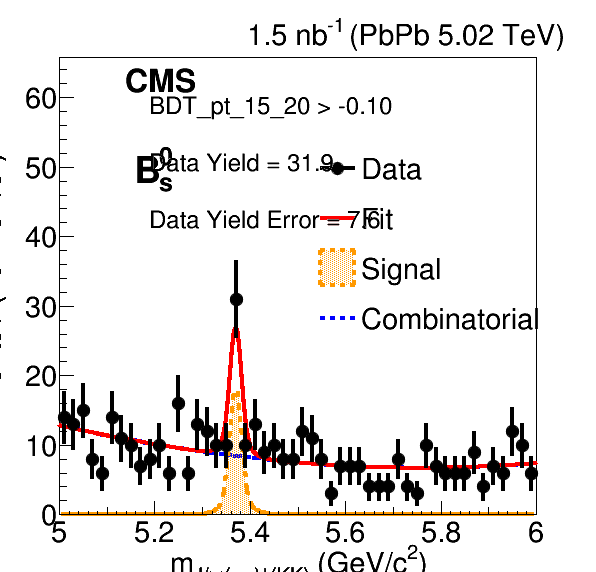 1.5 nb-1 (PbPb 5.02 TeV)
CMS
BDT_pt_15_20 > -0.10
B0s
Data Yield = 31.9
Data Yield Error = 7.6
Data
Fit
Signal
Combinatorial
60
50
40
30
20
10
0
5 5.2 5.4 5.6 5.8 6
(GeV/c2)